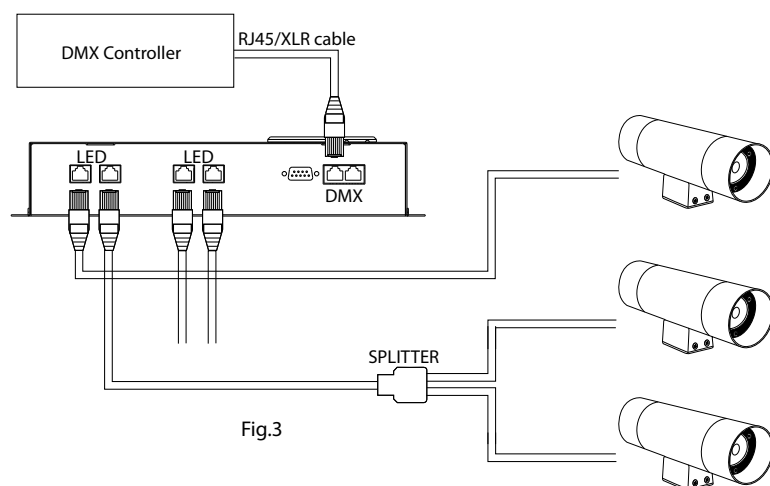 DMX Controller
RJ45/XLR cable
LED
LED
DMX
SPLITTER
Fig.3